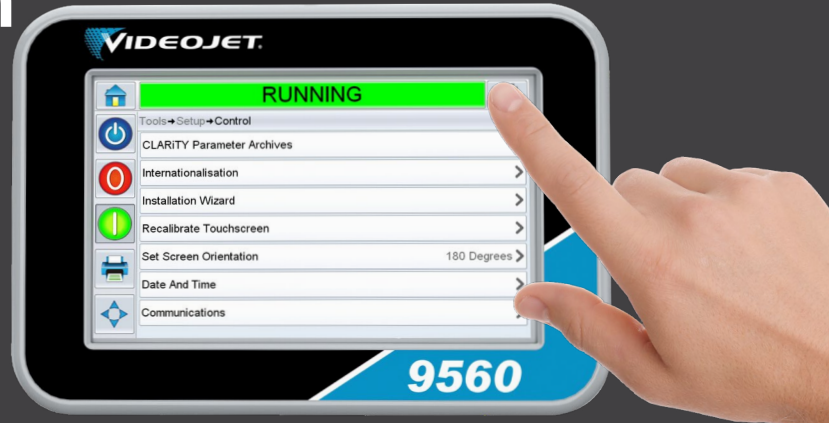 VIDEOJET.
RUNNING
Tools→Setup→Control
CLARiTY Parameter Archives
Internationalisation
Installation Wizard
Recalibrate Touchscreen
Set Screen Orientation 180 Degrees
Date And Time
Communications
9560